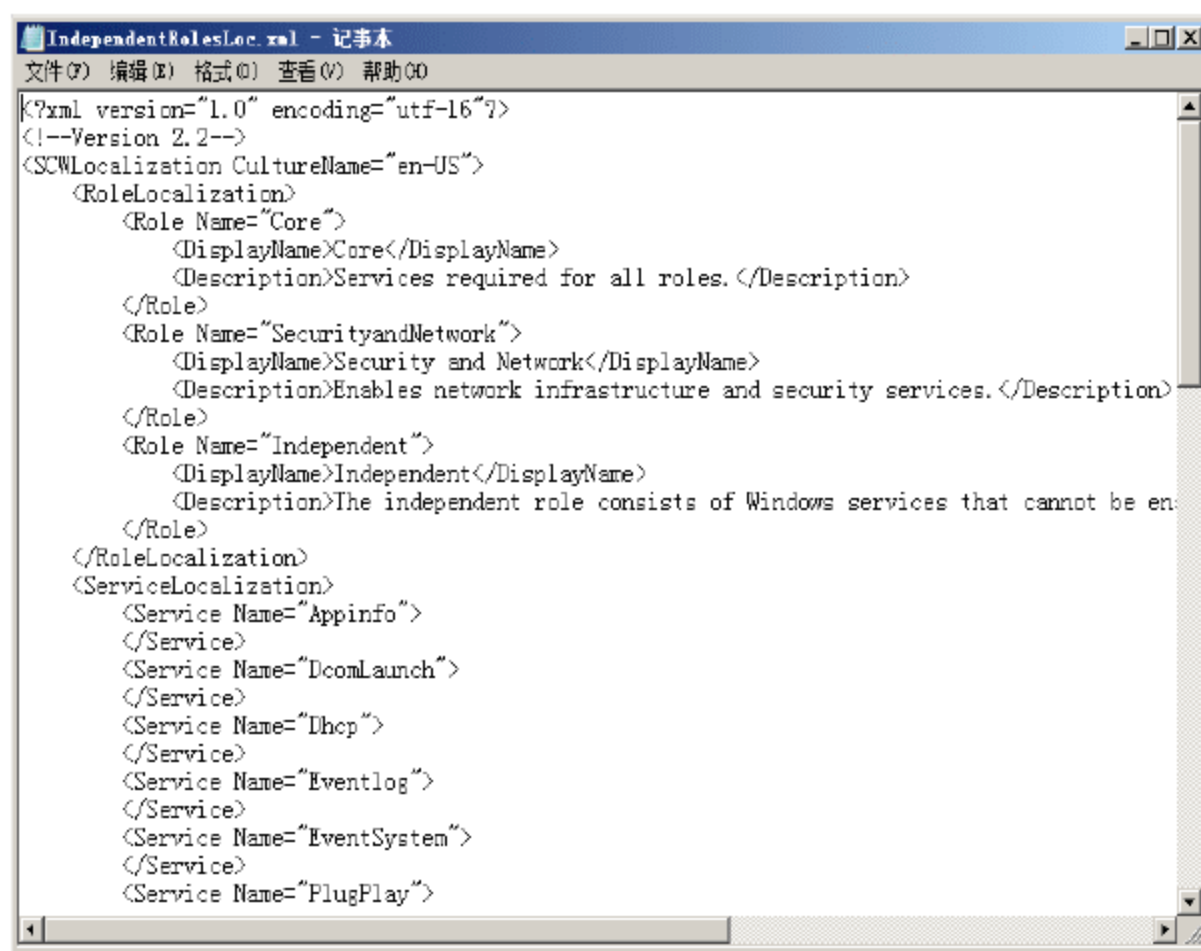 IndependentRolesLoc.xml - 记事本
文件(F) 编辑(E) 格式(O) 查看(V) 帮助(H)
<?xml version="1.0" encoding="utf-16"?>
<!--Version 2.2-->
<SCWLocalization CultureName="en-US">
<RoleLocalization>
<Role Name="Core">
<DisplayName>Core</DisplayName>
<Description>Services required for all roles.</Description>
</Role>
<Role Name="SecurityandNetwork">
<DisplayName>Security and Network</DisplayName>
<Description>Enables network infrastructure and security services.</Description>
</Role>
<Role Name="Independent">
<DisplayName>Independent</DisplayName>
<Description>The independent role consists of Windows services that cannot be en
</Role>
</RoleLocalization>
<ServiceLocalization>
<Service Name="Appinfo">
</Service>
<Service Name="DcomLaunch">
</Service>
<Service Name="Dhcp">
</Service>
<Service Name="Eventlog">
</Service>
<Service Name="EventSystem">
</Service>
<Service Name="PlugPlay">